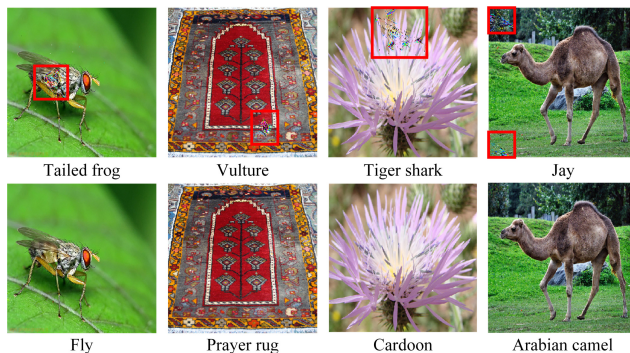 Tailed frog
Vulture
Tiger shark
Jay
Fly
Prayer rug
Cardoon
Arabian camel